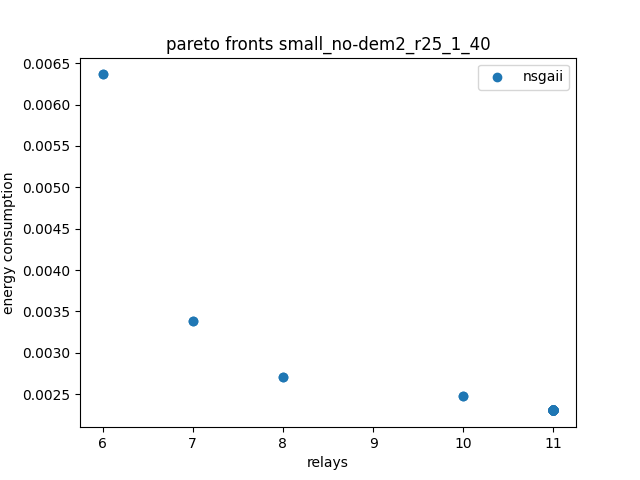 pareto fronts small_no-dem2_r25_1_40
nsgaii
energy consumption
0.0065
0.0060
0.0055
0.0050
0.0045
0.0040
0.0035
0.0030
0.0025
6 7 8 9 10 11
relays